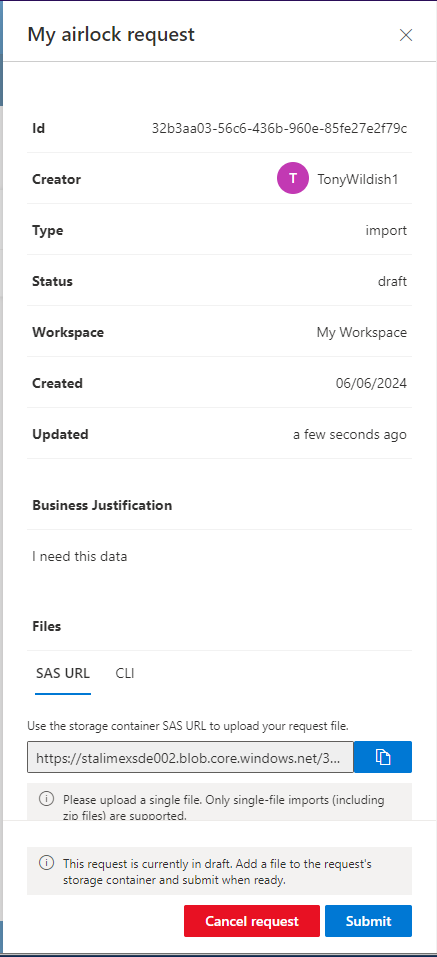 My airlock request
Id 32b3aa03-56c6-436b-960e-85fe27e2f79c
Creator T TonyWildish1
Type import
Status draft
Workspace My Workspace
Created 06/06/2024
Updated a few seconds ago
Business Justification
I need this data
Files
SAS URL CLI
Use the storage container SAS URL to upload your request file.
https://stalimexsde002.blob.core.windows.net/3...
Please upload a single file. Only single-file imports (including
zip files) are supported.
This request is currently in draft. Add a file to the request's
storage container and submit when ready.
Cancel request Submit